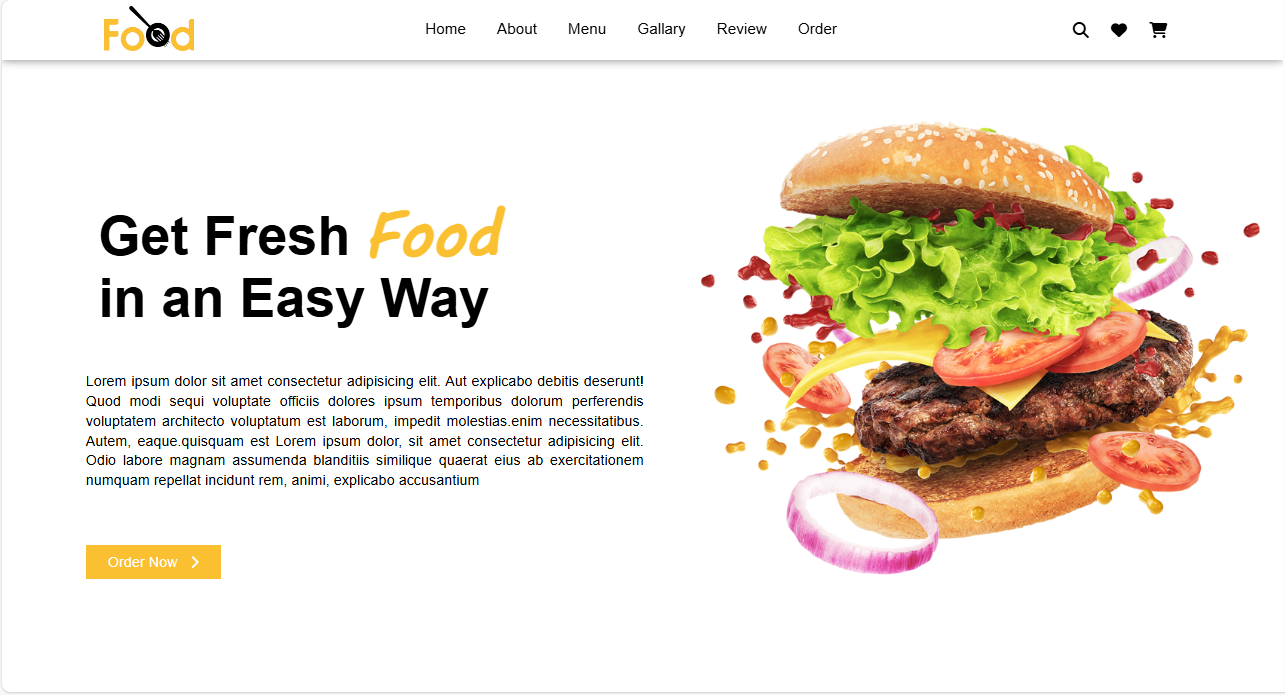 Food
Home About Menu Gallary Review Order
Get Fresh Food
in an Easy Way
Lorem ipsum dolor sit amet consectetur adipisicing elit. Aut explicabo debitis deserunt!
Quod modi sequi voluptate officiis dolores ipsum temporibus dolorum perferendis
voluptatem architecto voluptatum est laborum, impedit molestias.enim necessitatibus.
Autem, eaque.quisquam est Lorem ipsum dolor, sit amet consectetur adipisicing elit.
Odio labore magnam assumenda blanditiis similique quaerat eius ab exercitationem
numquam repellat incidunt rem, animi, explicabo accusantium
Order Now